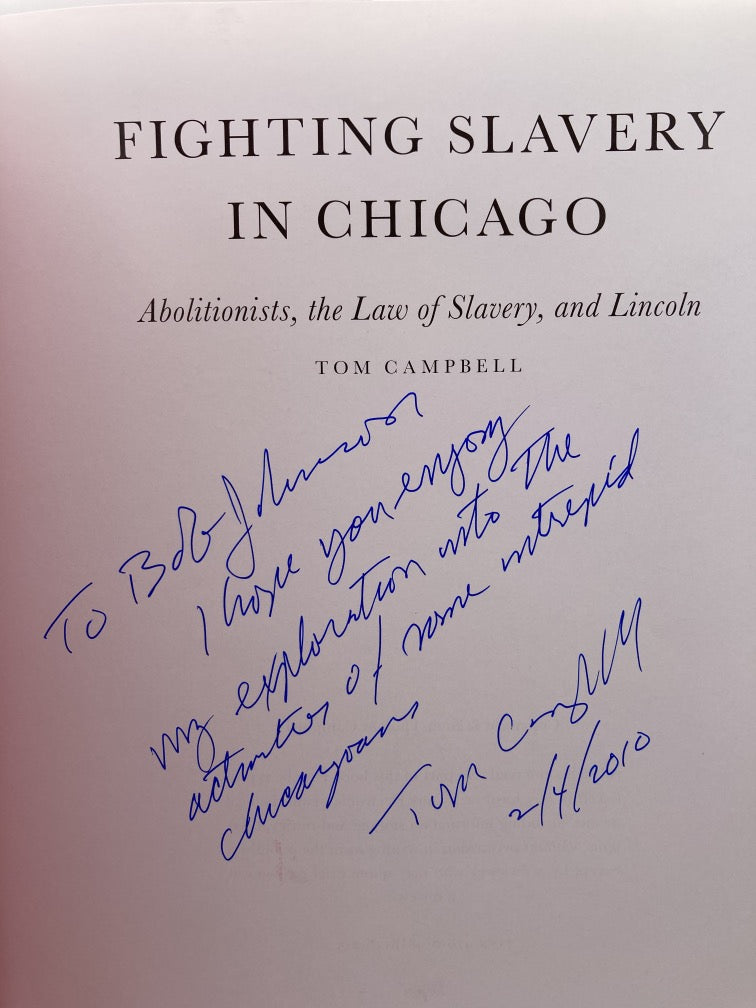 FIGHTING SLAVERY
IN CHICAGO
Abolitionists, the Law of Slavery, and Lincoln
TOM CAMPBELL
To Bob Johnson
I hope you enjoy
my exploration into the
activities of some intrepid
chicagoans
Tom Campbell
2/4/2010